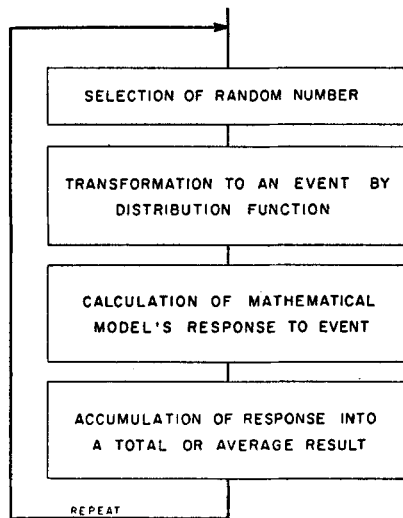 SELECTION OF RANDOM NUMBER
TRANSFORMATION TO AN EVENT BY
DISTRIBUTION FUNCTION
CALCULATION OF MATHEMATICAL
MODEL'S RESPONSE TO EVENT
ACCUMULATION OF RESPONSE INTO
A TOTAL OR AVERAGE RESULT
REPEAT